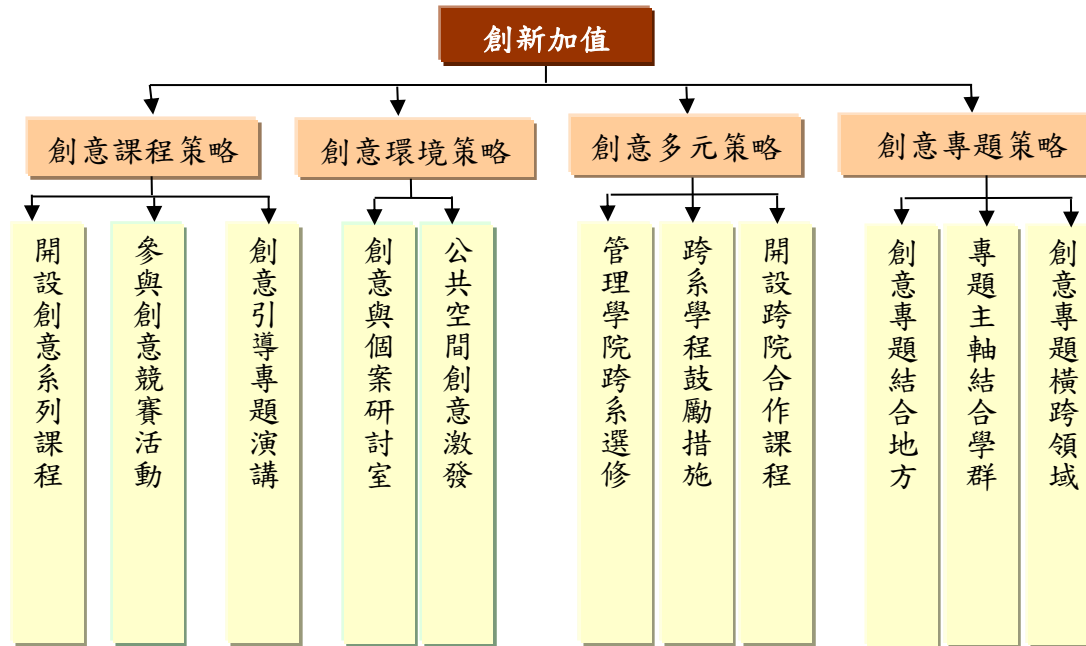 創新加值
創意課程策略
創意環境策略
創意多元策略
創意專題策略
開設創意系列課程
參與創意競賽活動
創意引導專題演講
創意與個案研討室
公共空間創意激發
管理學院跨系選修
跨系學程鼓勵措施
開設跨院合作課程
創意專題結合地方
專題主軸結合學群
創意專題橫跨領域